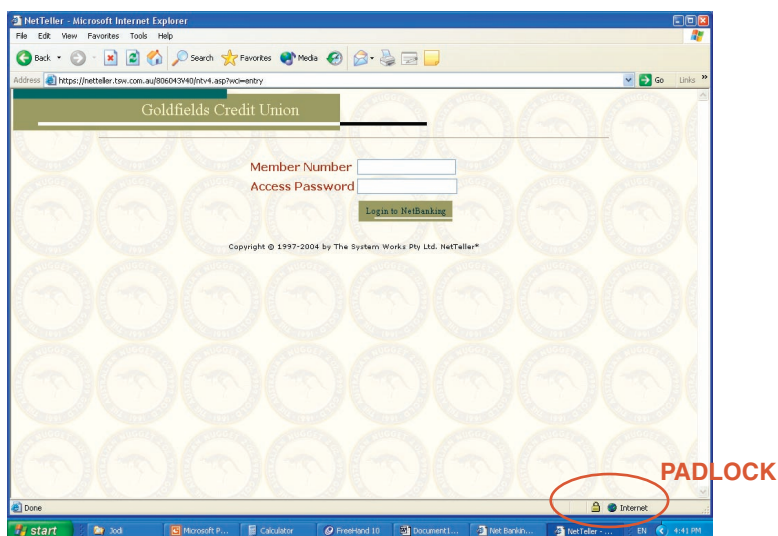 NetTeller - Microsoft Internet Explorer
File Edit View Favorites Tools Help
Back Search Favorites Media
Address https://netteller.tsw.com.au/806043V40/ntv4.asp?wci=entry Go Links »
Goldfields Credit Union
Member Number
Access Password
Login to NetBanking
Copyright © 1997-2004 by The System Works Pty Ltd. NetTeller*
PADLOCK
Done Internet
start Jodi Microsoft P... Calculator FreeHand 10 Document1... Net Bankin... NetTeller - ... EN 4:41 PM